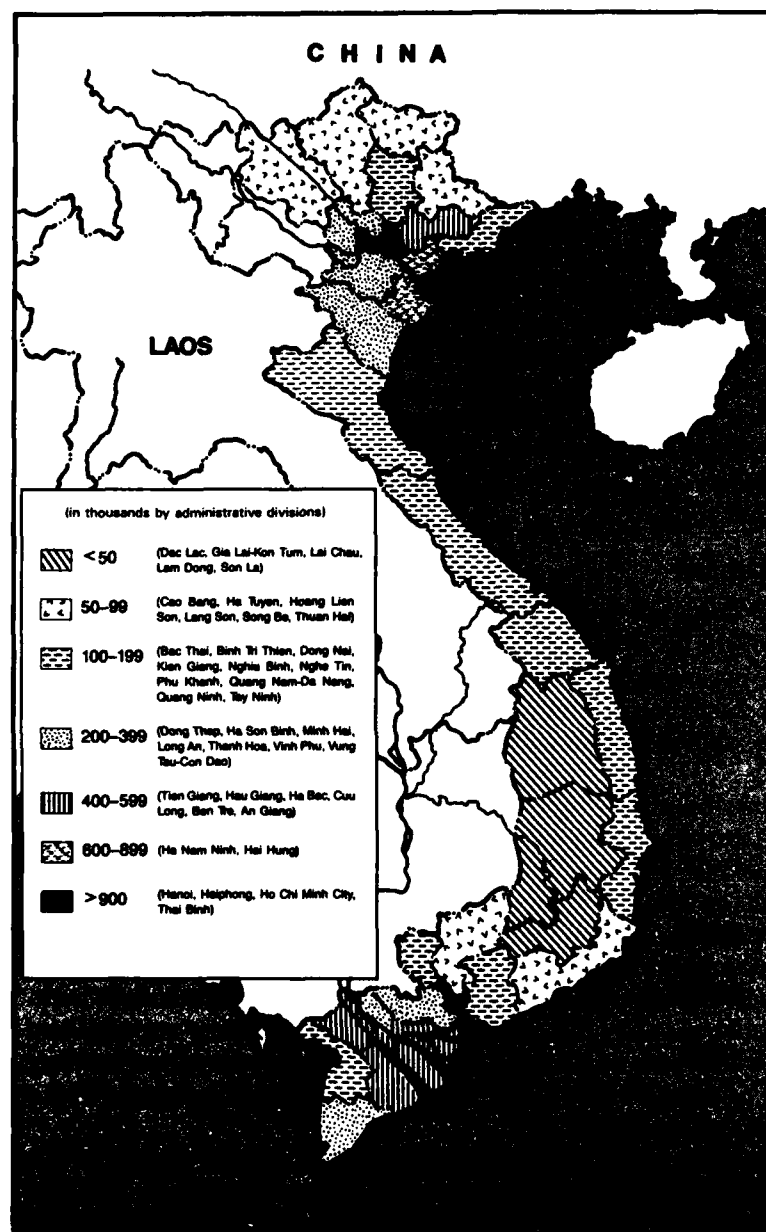 CHINA
LAOS
(in thousands by administrative divisions)
<50 (Dac Lac, Gia Lai-Kon Tum, Lai Chau,
Lam Dong, Son La)
50–99 (Cao Bang, Ha Tuyen, Hoang Lien
Son, Lang Son, Song Be, Thuan Hai)
100–199 (Bac Thai, Binh Tri Thien, Dong Nai,
Kien Giang, Nghia Binh, Nghe Tin,
Phu Khanh, Quang Nam-Da Nang,
Quang Ninh, Tay Ninh)
200–399 (Dong Thap, Ha Son Binh, Minh Hai,
Long An, Thanh Hoa, Vinh Phu, Vung
Tau-Con Dao)
400–599 (Tien Giang, Hau Giang, Ha Bac, Cuu
Long, Ben Tre, An Giang)
600–899 (Ha Nam Ninh, Hai Hung)
>900 (Hanoi, Haiphong, Ho Chi Minh City,
Thai Binh)